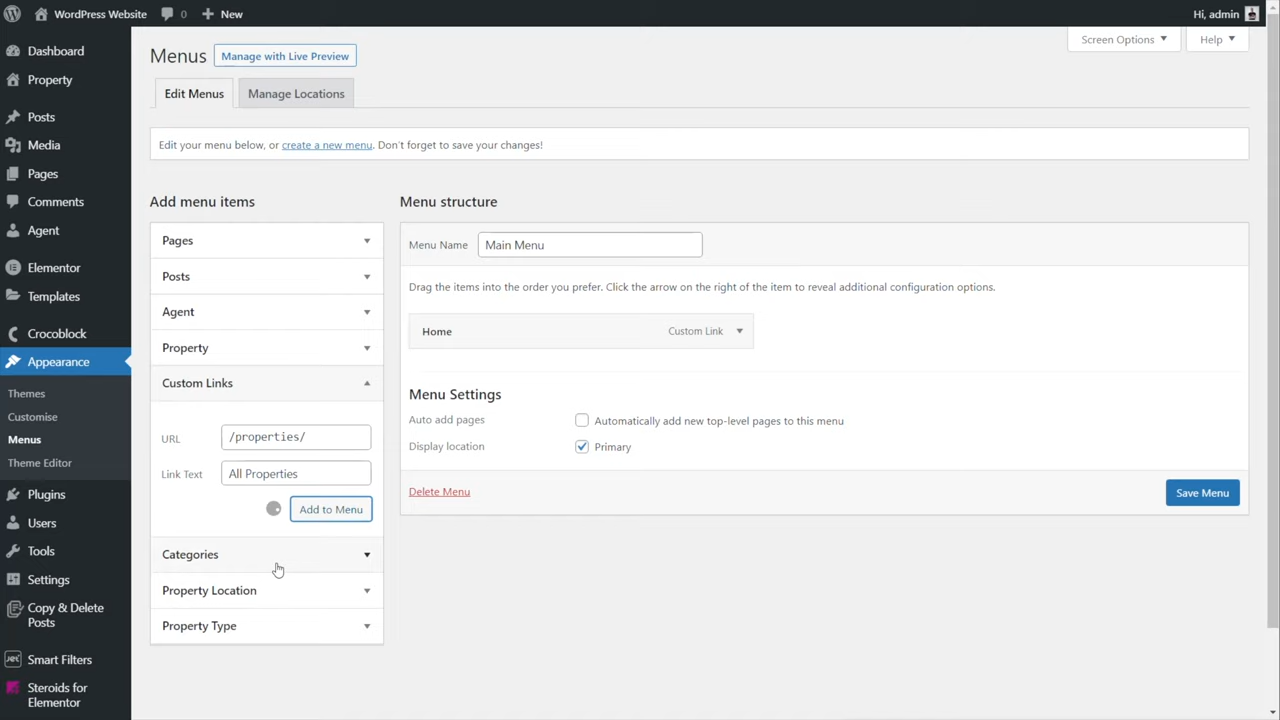 WordPress Website
0
New
Hi, admin
Dashboard
Property
Posts
Media
Pages
Comments
Agent
Elementor
Templates
Crocoblock
Appearance
Themes
Customise
Menus
Theme Editor
Plugins
Users
Tools
Settings
Copy & Delete
Posts
Smart Filters
Steroids for
Elementor
Screen Options
Help
Menus
Manage with Live Preview
Edit Menus
Manage Locations
Edit your menu below, or create a new menu. Don't forget to save your changes!
Add menu items
Pages
Posts
Agent
Property
Custom Links
URL
/properties/
Link Text
All Properties
Add to Menu
Categories
Property Location
Property Type
Menu structure
Menu Name
Main Menu
Drag the items into the order you prefer. Click the arrow on the right of the item to reveal additional configuration options.
Home
Custom Link
Menu Settings
Auto add pages
Automatically add new top-level pages to this menu
Display location
Primary
Delete Menu
Save Menu